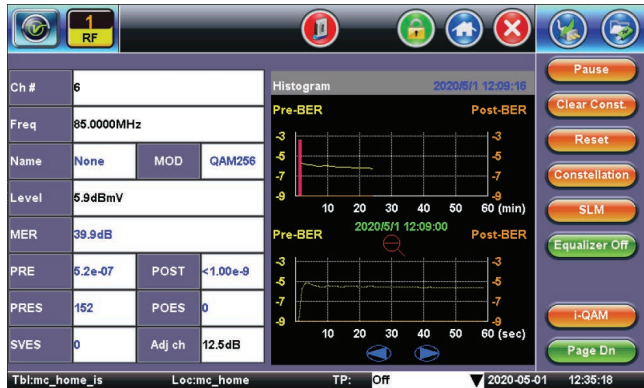 1
RF
Ch # 6
Freq 85.0000MHz
Name None MOD QAM256
Level 5.9dBmV
MER 39.9dB
PRE 5.2e-07 POST <1.00e-9
PRES 152 POES 0
SVES 0 Adj ch 12.5dB
Histogram 2020/5/1 12:09:16
Pre-BER Post-BER
-3 -3
-5 -5
-7 -7
-9 -9
10 20 30 40 50 60 (min)
2020/5/1 12:09:00
Pre-BER Post-BER
-3 -3
-5 -5
-7 -7
-9 -9
10 20 30 40 50 60 (sec)
Pause
Clear Const.
Reset
Constellation
SLM
Equalizer Off
i-QAM
Page Dn
Tbl:mc_home_is Loc:mc_home TP: Off 2020-05-01 12:35:18